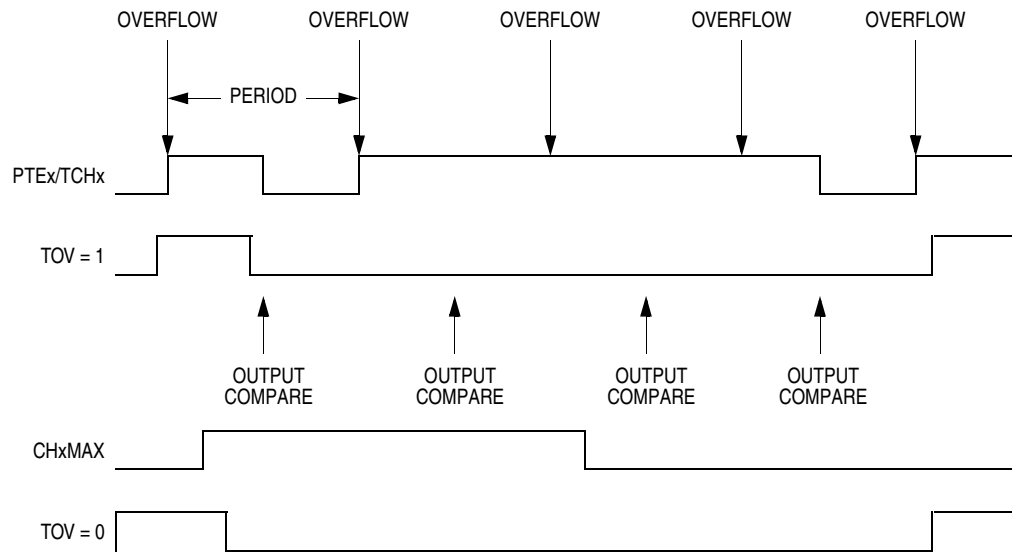 OVERFLOW OVERFLOW OVERFLOW OVERFLOW OVERFLOW
PERIOD
PTEx/TCHx
TOV = 1
OUTPUT COMPARE
OUTPUT COMPARE
OUTPUT COMPARE
OUTPUT COMPARE
CHxMAX
TOV = 0